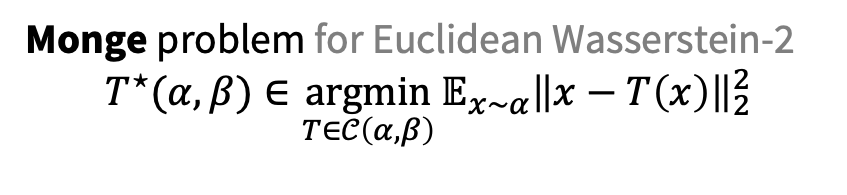 Monge problem for Euclidean Wasserstein-2
T⋆(α, β) ∈ argmin 𝔼ₓ∼α‖x − T(x)‖₂²
T∈𝒞(α,β)